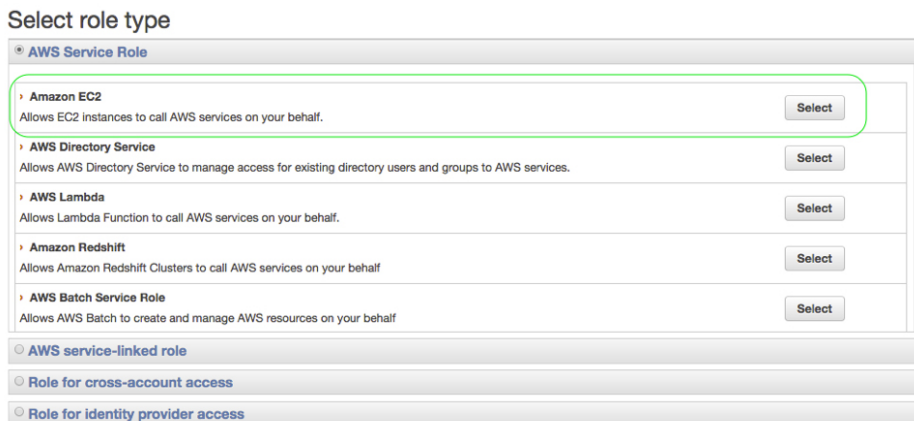 Select role type
AWS Service Role
Amazon EC2
Allows EC2 instances to call AWS services on your behalf.
Select
AWS Directory Service
Allows AWS Directory Service to manage access for existing directory users and groups to AWS services.
Select
AWS Lambda
Allows Lambda Function to call AWS services on your behalf.
Select
Amazon Redshift
Allows Amazon Redshift Clusters to call AWS services on your behalf
Select
AWS Batch Service Role
Allows AWS Batch to create and manage AWS resources on your behalf
Select
AWS service-linked role
Role for cross-account access
Role for identity provider access